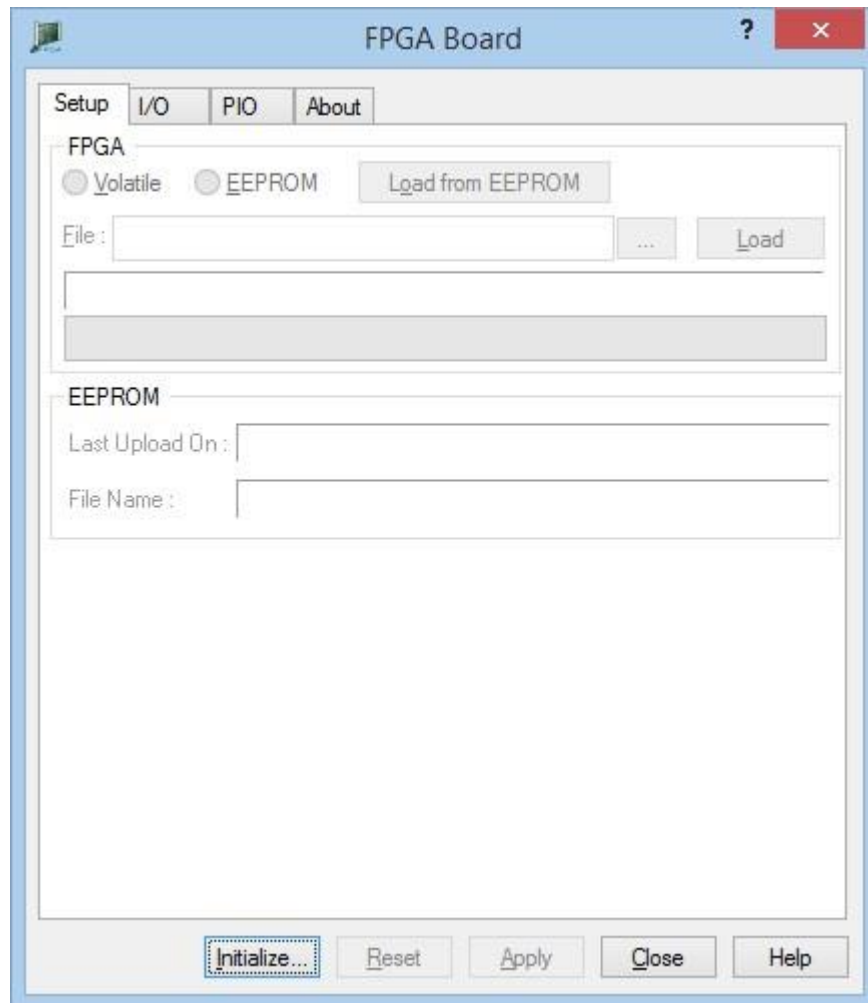 FPGA Board ?
Setup I/O PIO About
FPGA
Volatile EEPROM Load from EEPROM
File : ... Load
EEPROM
Last Upload On :
File Name :
Initialize... Reset Apply Close Help